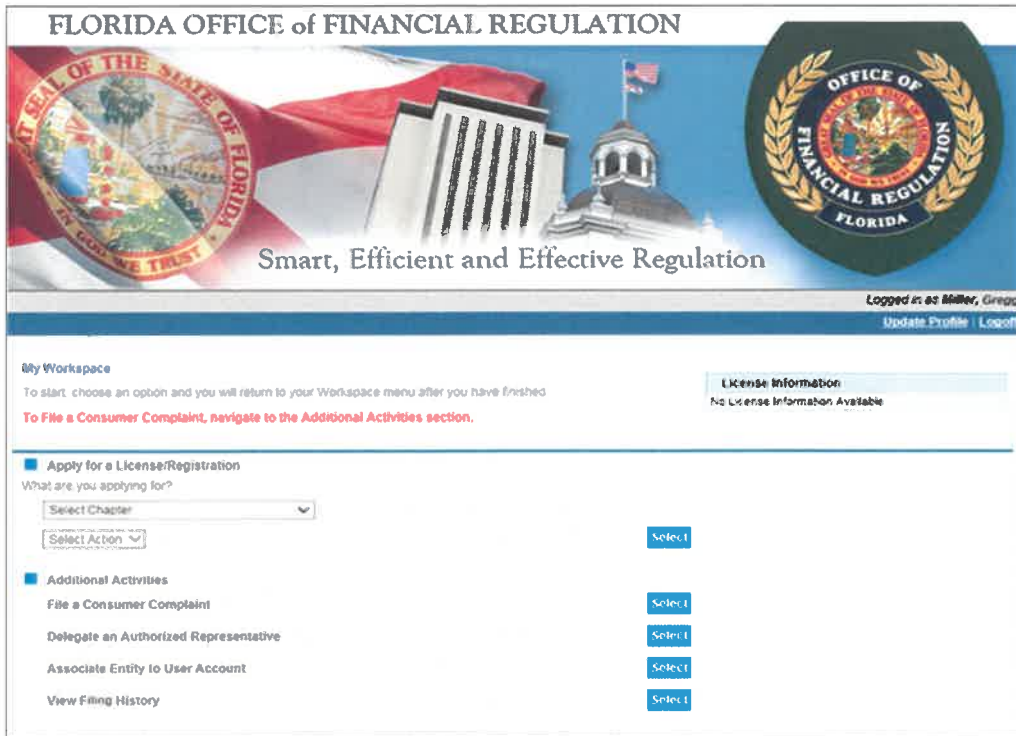 FLORIDA OFFICE of FINANCIAL REGULATION
GREAT SEAL OF THE STATE OF FLORIDA
IN GOD WE TRUST
OFFICE OF
FINANCIAL REGULATION
FLORIDA
Smart, Efficient and Effective Regulation
Logged in as Miller, Gregg
Update Profile | Logoff
My Workspace
To start, choose an option and you will return to your Workspace menu after you have finished
To File a Consumer Complaint, navigate to the Additional Activities section.
License Information
No License Information Available
Apply for a License/Registration
What are you applying for?
Select Chapter
Select Action
Select
Additional Activities
File a Consumer Complaint
Select
Delegate an Authorized Representative
Select
Associate Entity to User Account
Select
View Filing History
Select